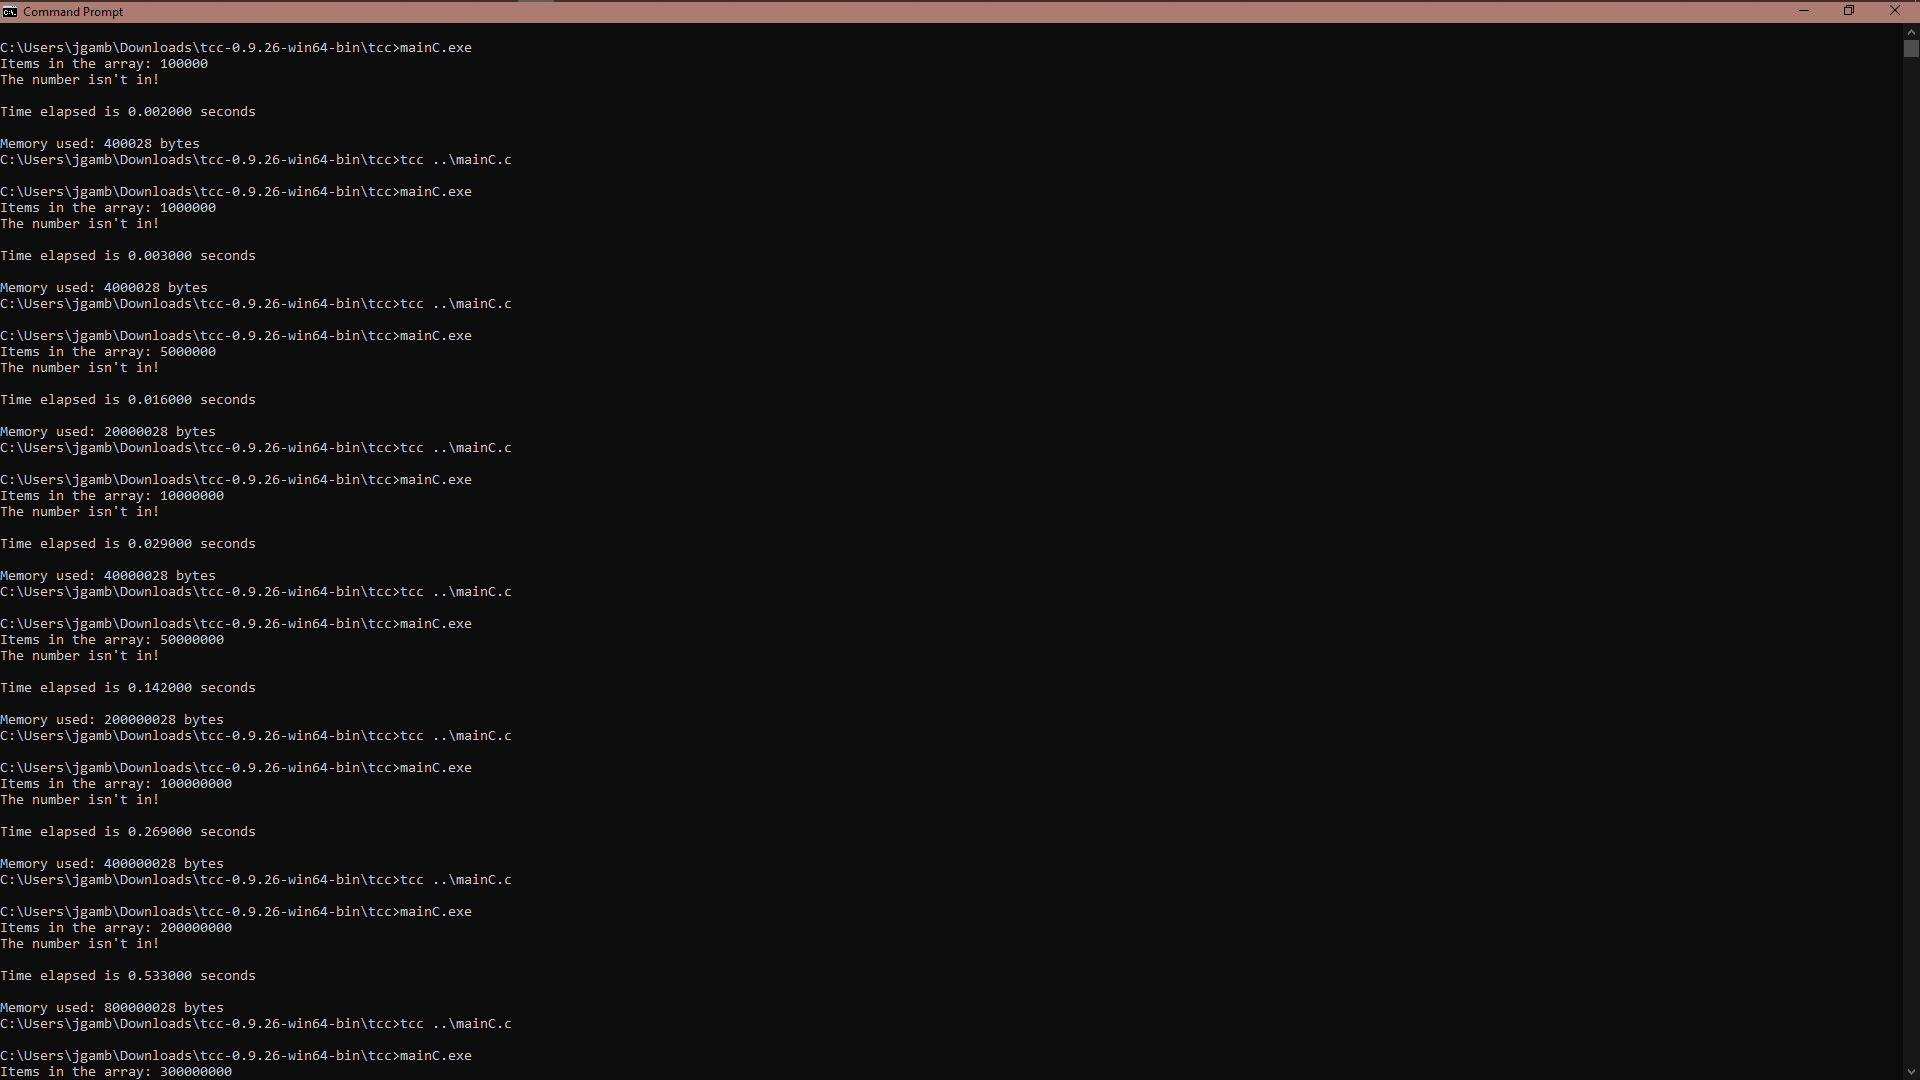 Command Prompt
C:\Users\jgamb\Downloads\tcc-0.9.26-win64-bin\tcc>mainC.exe
Items in the array: 100000
The number isn't in!
Time elapsed is 0.002000 seconds
Memory used: 400028 bytes
C:\Users\jgamb\Downloads\tcc-0.9.26-win64-bin\tcc>tcc ..\mainC.c
C:\Users\jgamb\Downloads\tcc-0.9.26-win64-bin\tcc>mainC.exe
Items in the array: 1000000
The number isn't in!
Time elapsed is 0.003000 seconds
Memory used: 4000028 bytes
C:\Users\jgamb\Downloads\tcc-0.9.26-win64-bin\tcc>tcc ..\mainC.c
C:\Users\jgamb\Downloads\tcc-0.9.26-win64-bin\tcc>mainC.exe
Items in the array: 5000000
The number isn't in!
Time elapsed is 0.016000 seconds
Memory used: 20000028 bytes
C:\Users\jgamb\Downloads\tcc-0.9.26-win64-bin\tcc>tcc ..\mainC.c
C:\Users\jgamb\Downloads\tcc-0.9.26-win64-bin\tcc>mainC.exe
Items in the array: 10000000
The number isn't in!
Time elapsed is 0.029000 seconds
Memory used: 40000028 bytes
C:\Users\jgamb\Downloads\tcc-0.9.26-win64-bin\tcc>tcc ..\mainC.c
C:\Users\jgamb\Downloads\tcc-0.9.26-win64-bin\tcc>mainC.exe
Items in the array: 50000000
The number isn't in!
Time elapsed is 0.142000 seconds
Memory used: 200000028 bytes
C:\Users\jgamb\Downloads\tcc-0.9.26-win64-bin\tcc>tcc ..\mainC.c
C:\Users\jgamb\Downloads\tcc-0.9.26-win64-bin\tcc>mainC.exe
Items in the array: 100000000
The number isn't in!
Time elapsed is 0.269000 seconds
Memory used: 400000028 bytes
C:\Users\jgamb\Downloads\tcc-0.9.26-win64-bin\tcc>tcc ..\mainC.c
C:\Users\jgamb\Downloads\tcc-0.9.26-win64-bin\tcc>mainC.exe
Items in the array: 200000000
The number isn't in!
Time elapsed is 0.533000 seconds
Memory used: 800000028 bytes
C:\Users\jgamb\Downloads\tcc-0.9.26-win64-bin\tcc>tcc ..\mainC.c
C:\Users\jgamb\Downloads\tcc-0.9.26-win64-bin\tcc>mainC.exe
Items in the array: 300000000